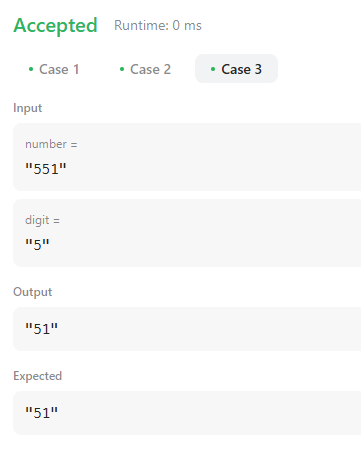 Accepted Runtime: 0 ms
• Case 1 • Case 2 • Case 3
Input
number =
"551"
digit =
"5"
Output
"51"
Expected
"51"